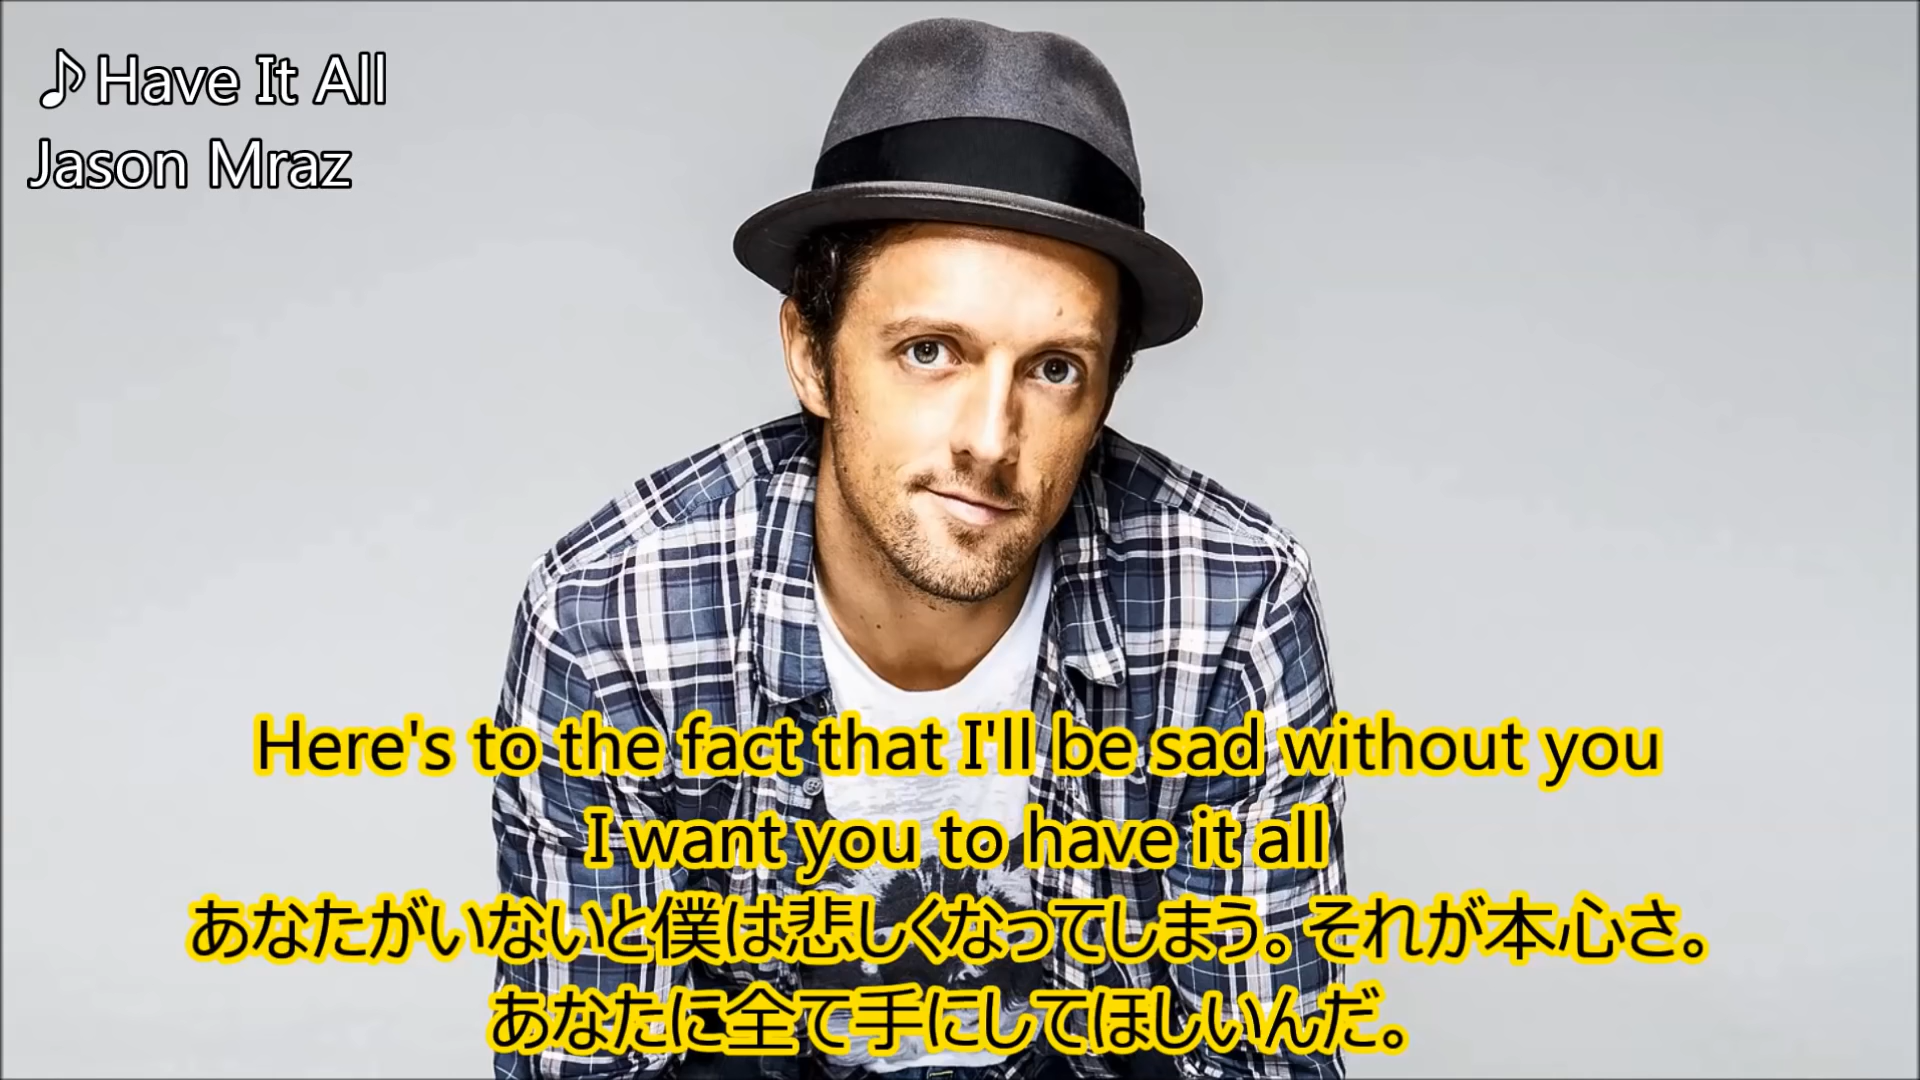 ♪Have It All
Jason Mraz
Here's to the fact that I'll be sad without you
I want you to have it all
あなたがいないと僕は悲しくなってしまう。それが本心さ。
あなたに全て手にしてほしいんだ。